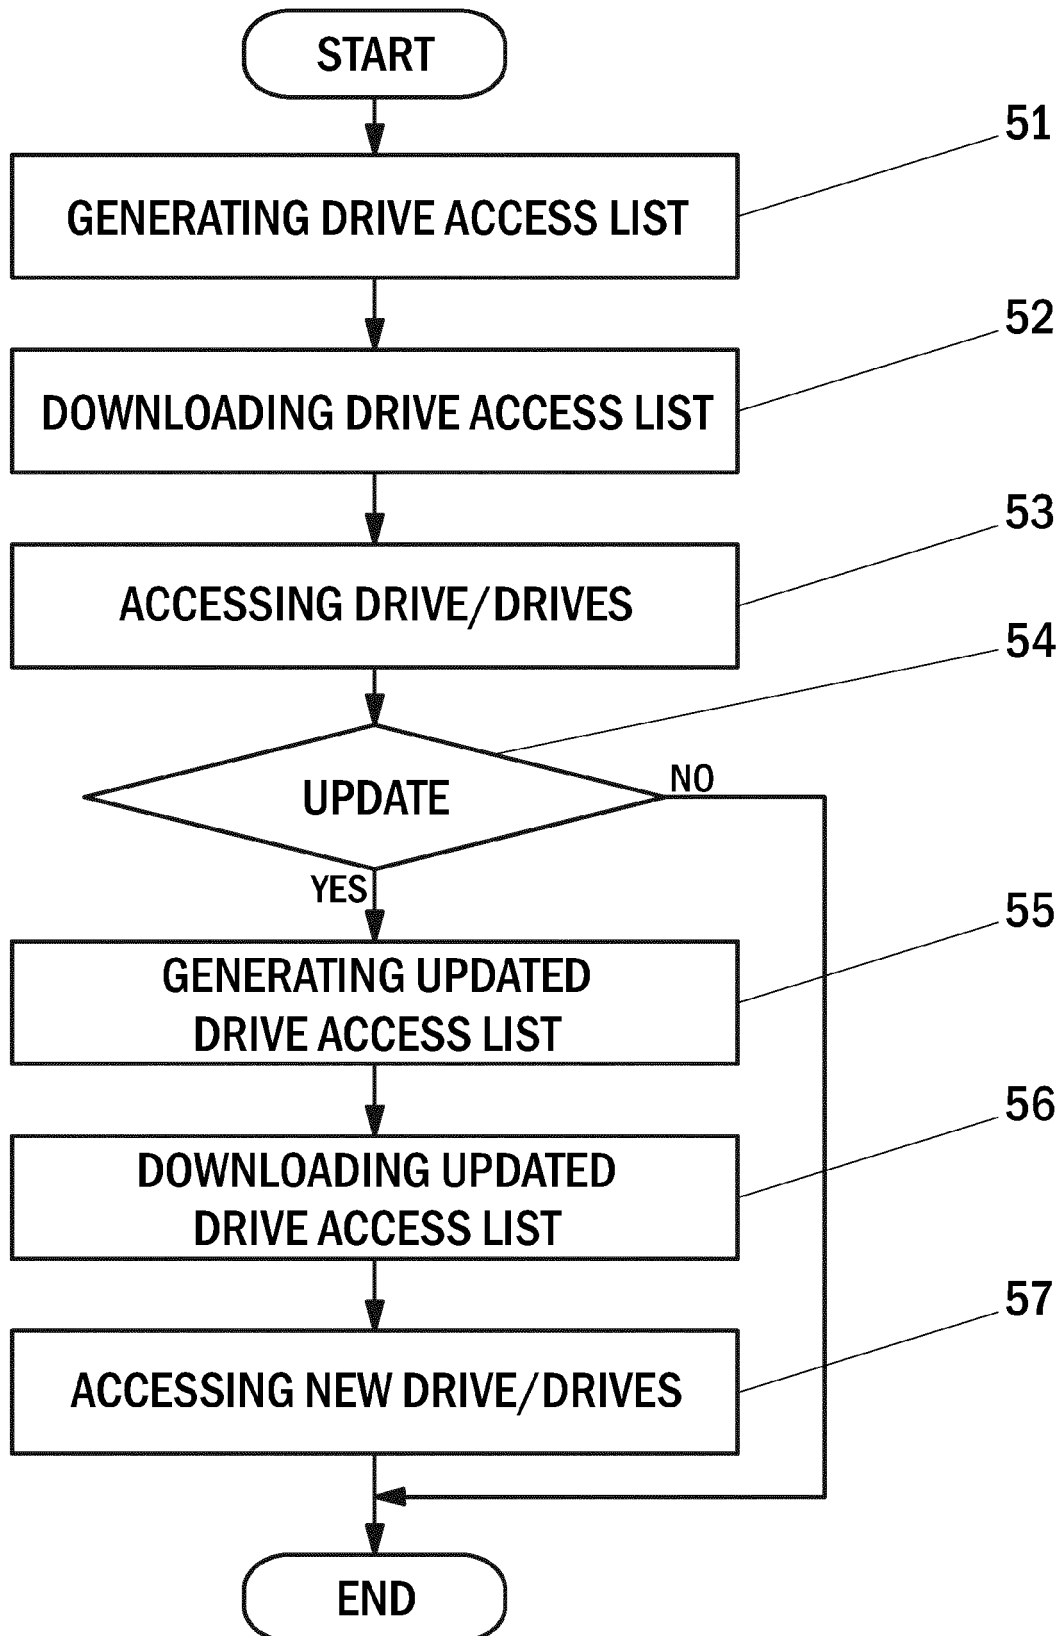 START
51
GENERATING DRIVE ACCESS LIST
52
DOWNLOADING DRIVE ACCESS LIST
53
ACCESSING DRIVE/DRIVES
54
UPDATE
NO
YES
55
GENERATING UPDATED
DRIVE ACCESS LIST
56
DOWNLOADING UPDATED
DRIVE ACCESS LIST
57
ACCESSING NEW DRIVE/DRIVES
END